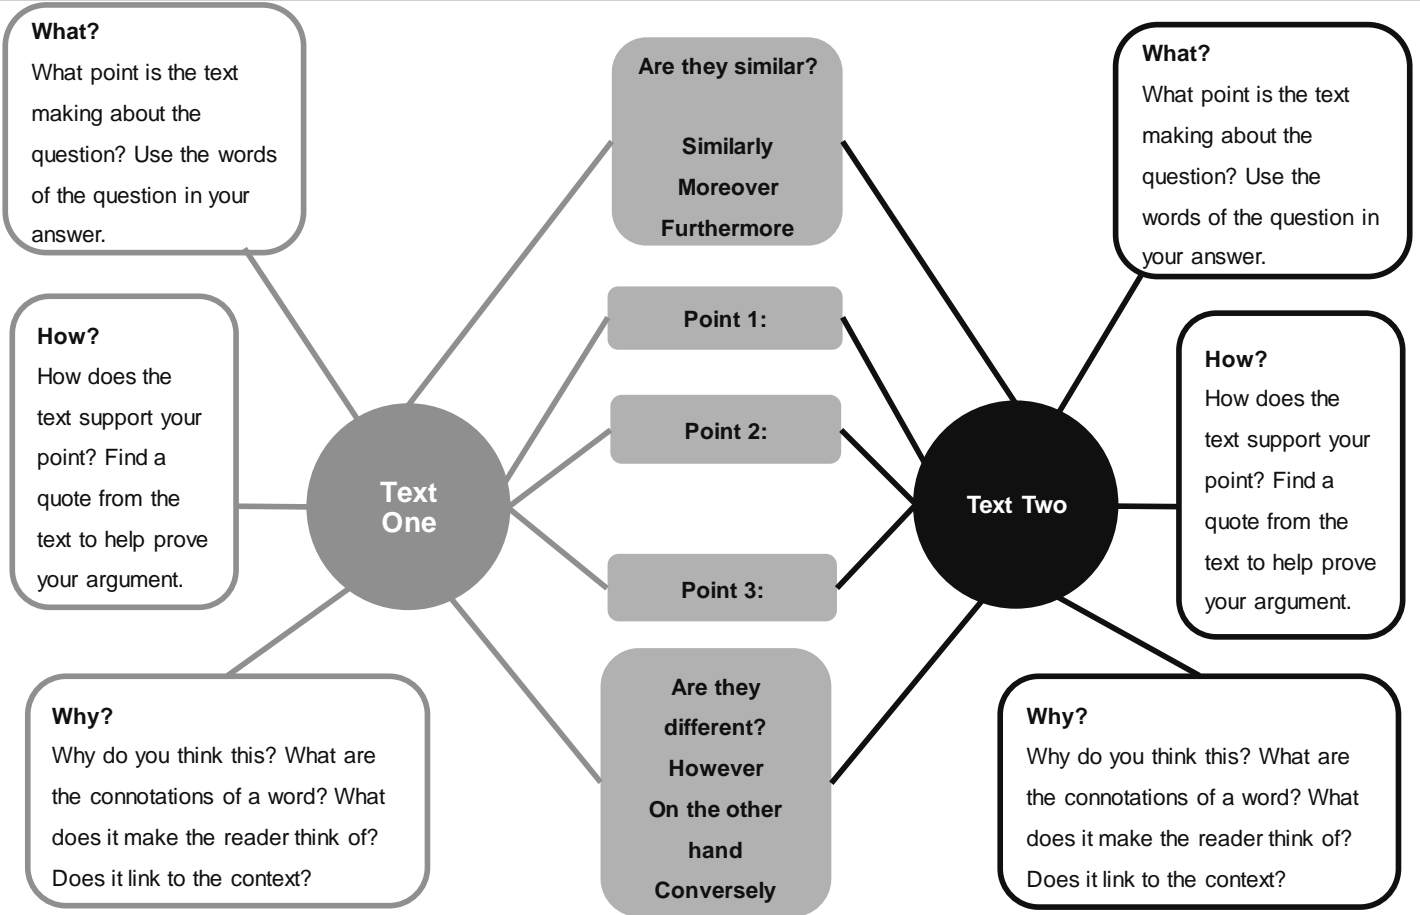 What?
What point is the text
making about the
question? Use the words
of the question in your
answer.
How?
How does the
text support your
point? Find a
quote from the
text to help prove
your argument.
Why?
Why do you think this? What are
the connotations of a word? What
does it make the reader think of?
Does it link to the context?
Text
One
Are they similar?
Similarly
Moreover
Furthermore
Point 1:
Point 2:
Point 3:
Are they
different?
However
On the other
hand
Conversely
Text Two
What?
What point is the text
making about the
question? Use the
words of the question in
your answer.
How?
How does the
text support your
point? Find a
quote from the
text to help prove
your argument.
Why?
Why do you think this? What are
the connotations of a word? What
does it make the reader think of?
Does it link to the context?